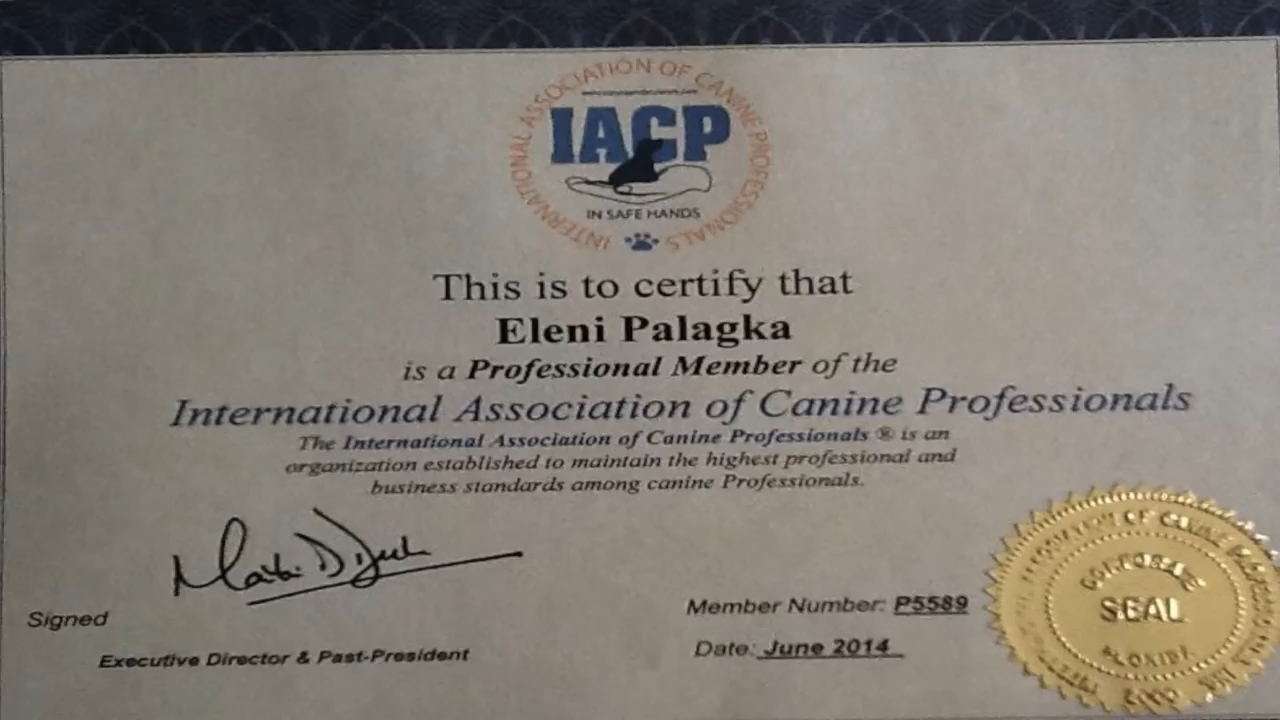 INTERNATIONAL ASSOCIATION OF CANINE PROFESSIONALS
IACP
IN SAFE HANDS
This is to certify that
Eleni Palagka
is a Professional Member of the
International Association of Canine Professionals
The International Association of Canine Professionals ® is an
organization established to maintain the highest professional and
business standards among canine Professionals.
Signed
Executive Director & Past-President
Member Number: P5589
Date: June 2014
CORPORATE
SEAL
FLORIDA